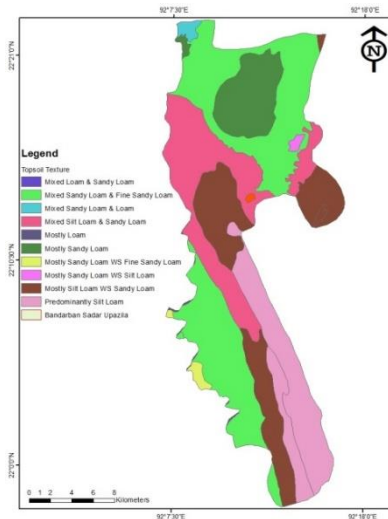 92°7'30"E
92°18'0"E
N
22°21'0"N
22°10'30"N
22°0'0"N
Legend
Topsoil Texture
Mixed Loam & Sandy Loam
Mixed Sandy Loam & Fine Sandy Loam
Mixed Sandy Loam & Loam
Mixed Silt Loam & Sandy Loam
Mostly Loam
Mostly Sandy Loam
Mostly Sandy Loam WS Fine Sandy Loam
Mostly Sandy Loam WS Silt Loam
Mostly Silt Loam WS Sandy Loam
Predominantly Silt Loam
Bandarban Sadar Upazila
0 1 2 4 6 8
Kilometers
92°7'30"E
92°18'0"E